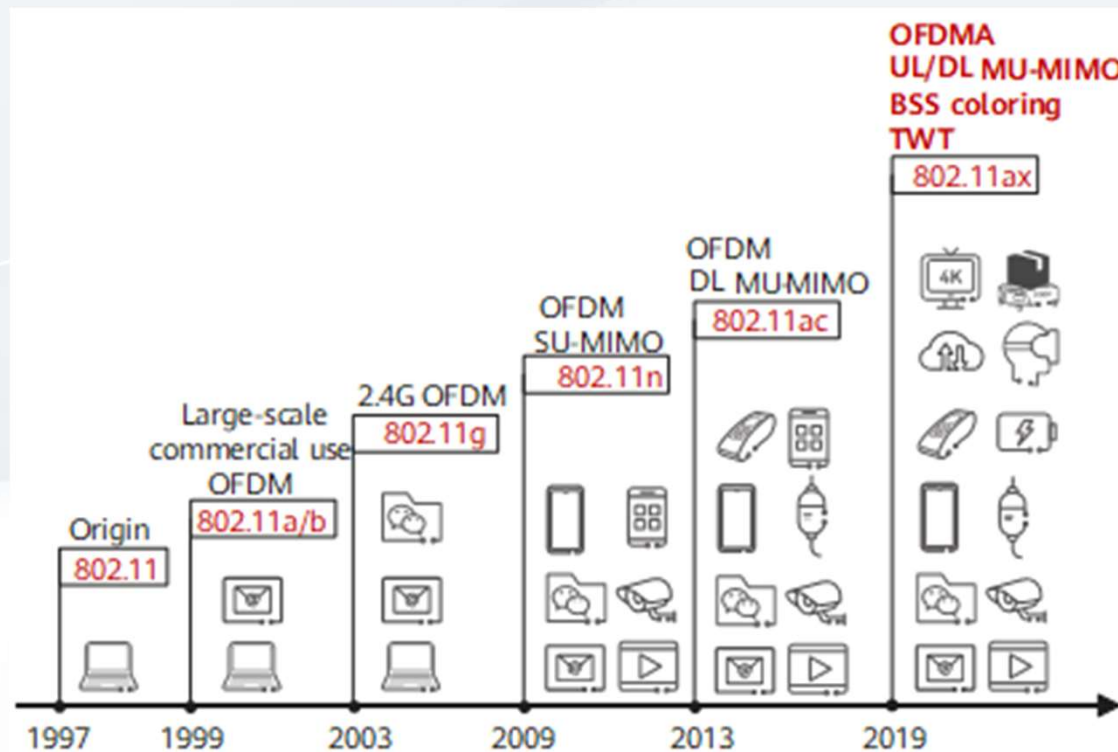 OFDMA
UL/DL MU-MIMO
BSS coloring
TWT
802.11ax
4K
OFDM
DL MU-MIMO
802.11ac
OFDM
SU-MIMO
802.11n
2.4G OFDM
802.11g
Large-scale
commercial use
OFDM
802.11a/b
Origin
802.11
1997 1999 2003 2009 2013 2019